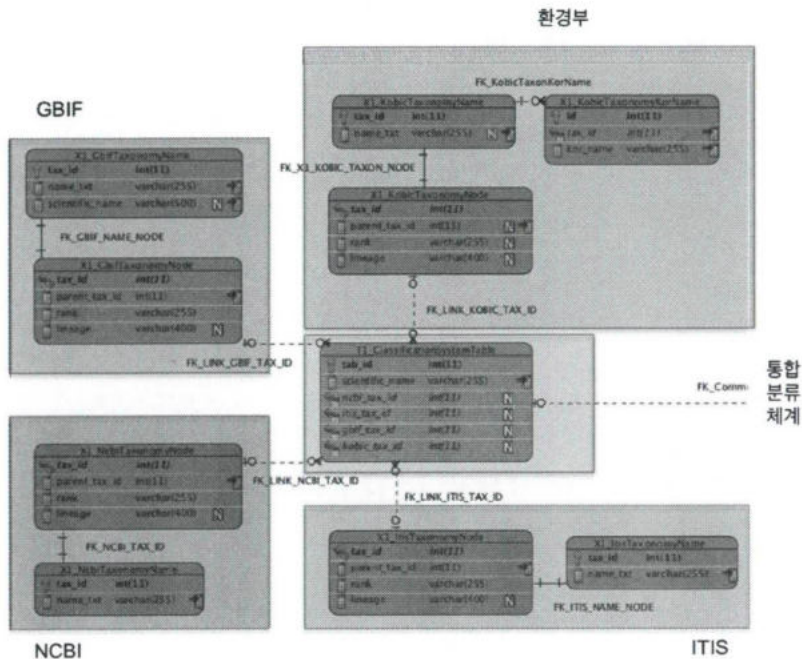 환경부
FK_KobicTaxonKorName
GBIF
X1_KobicTaxonomyName
tax_id int(11)
name_txt varchar(255) N
X1_KobicTaxonomyKorName
id int(11)
tax_id int(11)
kor_name varchar(255)
X1_GbifTaxonomyName
tax_id int(11)
name_txt varchar(255)
scientific_name varchar(500) N
FK_X1_KOBIC_TAXON_NODE
X1_KobicTaxonomyNode
tax_id int(11)
parent_tax_id int(11) N
rank varchar(255) N
lineage varchar(400) N
FK_GBIF_NAME_NODE
X1_GbifTaxonomyNode
tax_id int(11)
parent_tax_id int(11)
rank varchar(255)
lineage varchar(400) N
FK_LINK_KOBIC_TAX_ID
FK_LINK_GBIF_TAX_ID
T1_ClassificationSystemTable
tab_id int(11)
scientific_name varchar(255)
ncbi_tax_id int(11) N
itis_tax_id int(11) N
gbif_tax_id int(11) N
kobic_tax_id int(11) N
FK_Comm
통합
분류
체계
X1_NcbiTaxonomyNode
tax_id int(11)
parent_tax_id int(11)
rank varchar(255)
lineage varchar(400) N
FK_LINK_NCBI_TAX_ID
FK_LINK_ITIS_TAX_ID
FK_NCBI_TAX_ID
X1_NcbiTaxonomyName
tax_id int(11)
name_txt varchar(255)
X1_ItisTaxonomyNode
tax_id int(11)
parent_tax_id int(11)
rank varchar(255)
lineage varchar(400) N
X1_ItisTaxonomyName
tax_id int(11)
name_txt varchar(255)
FK_ITIS_NAME_NODE
NCBI
ITIS